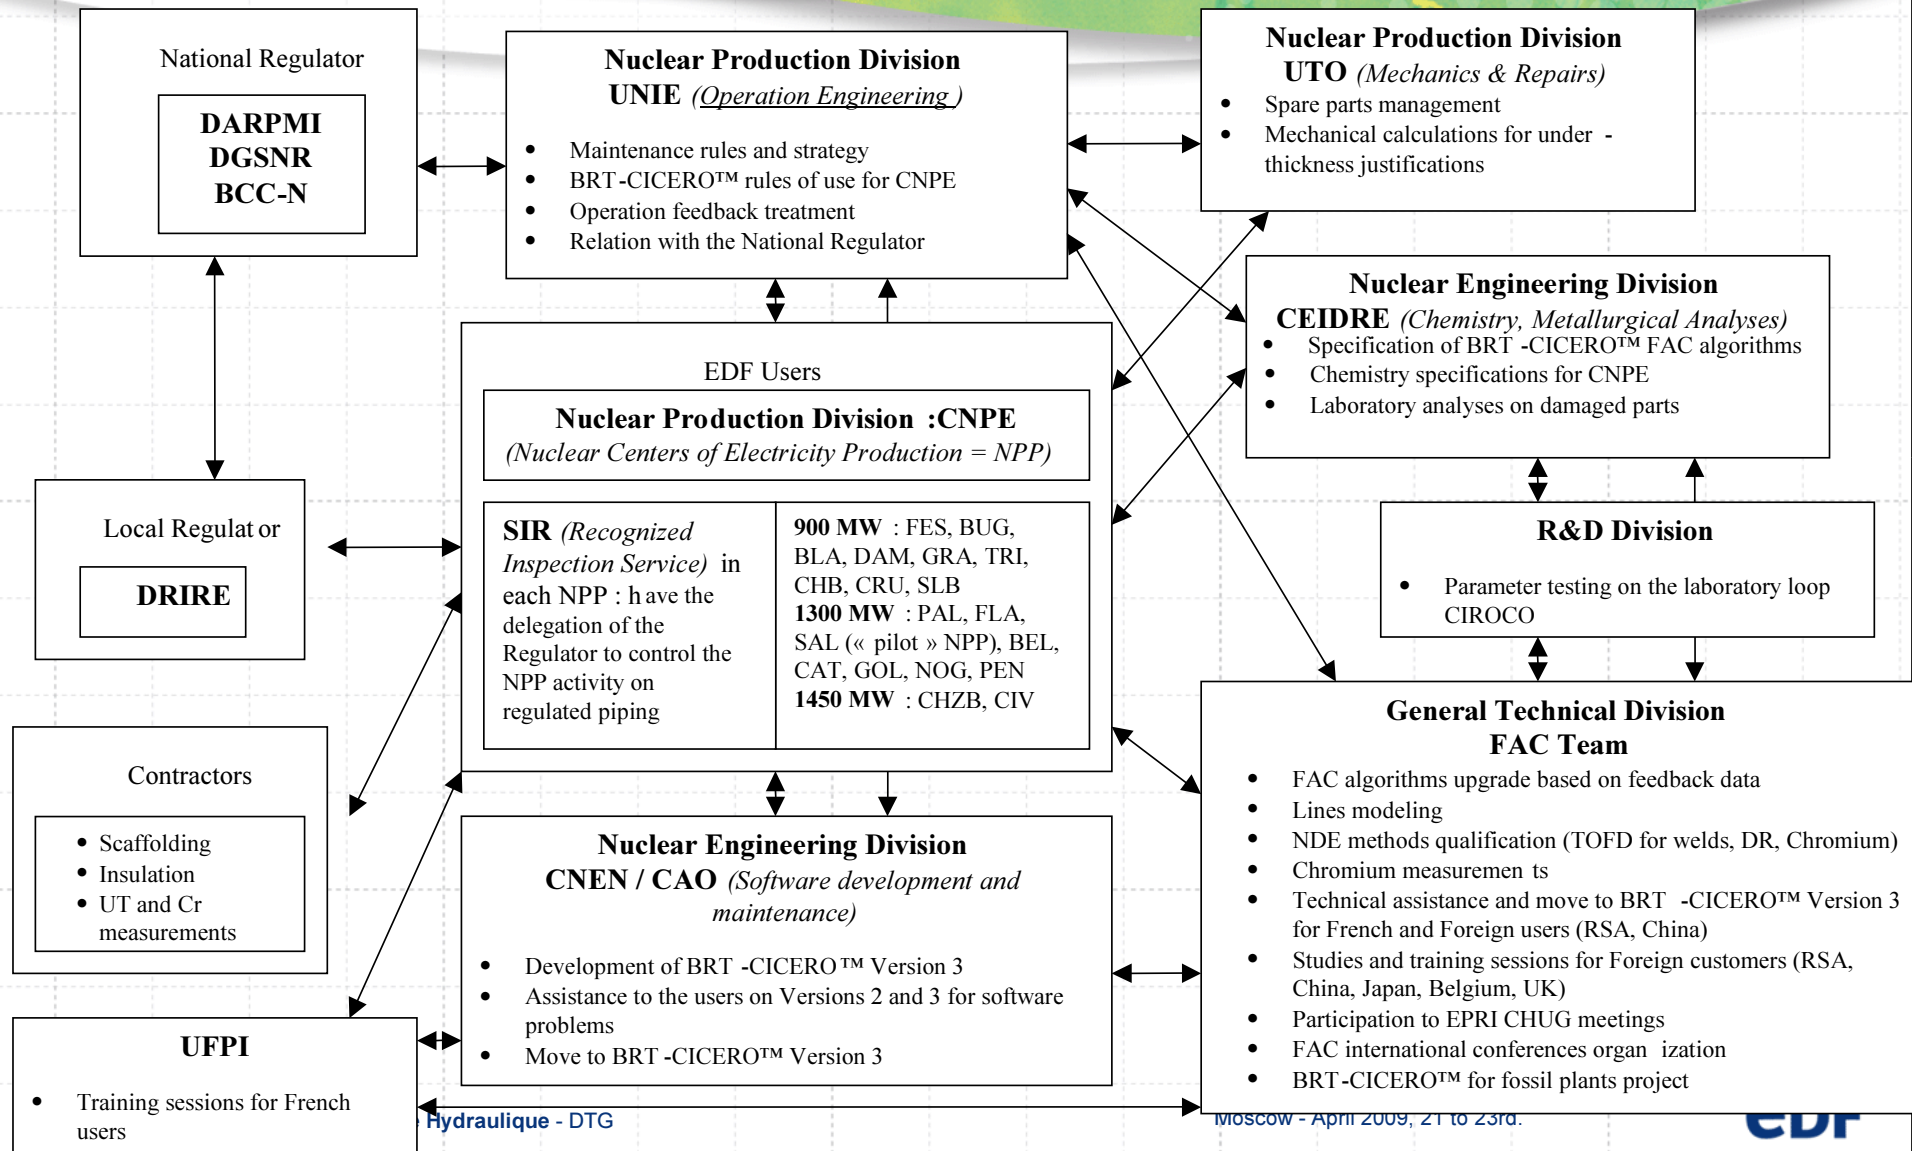 National Regulator
DARPMI
DGSNR
BCC-N
Nuclear Production Division
UNIE (Operation Engineering )
• Maintenance rules and strategy
• BRT-CICERO™ rules of use for CNPE
• Operation feedback treatment
• Relation with the National Regulator
Nuclear Production Division
UTO (Mechanics & Repairs)
• Spare parts management
• Mechanical calculations for under -
thickness justifications
Nuclear Engineering Division
CEIDRE (Chemistry, Metallurgical Analyses)
• Specification of BRT -CICERO™ FAC algorithms
• Chemistry specifications for CNPE
• Laboratory analyses on damaged parts
EDF Users
Nuclear Production Division :CNPE
(Nuclear Centers of Electricity Production = NPP)
SIR (Recognized
Inspection Service) in
each NPP : h ave the
delegation of the
Regulator to control the
NPP activity on
regulated piping
900 MW : FES, BUG,
BLA, DAM, GRA, TRI,
CHB, CRU, SLB
1300 MW : PAL, FLA,
SAL (« pilot » NPP), BEL,
CAT, GOL, NOG, PEN
1450 MW : CHZB, CIV
Local Regulat or
DRIRE
R&D Division
• Parameter testing on the laboratory loop
CIROCO
Contractors
• Scaffolding
• Insulation
• UT and Cr
measurements
Nuclear Engineering Division
CNEN / CAO (Software development and
maintenance)
• Development of BRT -CICERO™ Version 3
• Assistance to the users on Versions 2 and 3 for software
problems
• Move to BRT -CICERO™ Version 3
General Technical Division
FAC Team
• FAC algorithms upgrade based on feedback data
• Lines modeling
• NDE methods qualification (TOFD for welds, DR, Chromium)
• Chromium measuremen ts
• Technical assistance and move to BRT -CICERO™ Version 3
for French and Foreign users (RSA, China)
• Studies and training sessions for Foreign customers (RSA,
China, Japan, Belgium, UK)
• Participation to EPRI CHUG meetings
• FAC international conferences organ ization
• BRT-CICERO™ for fossil plants project
UFPI
• Training sessions for French
users
Hydraulique - DTG
Moscow - April 2009, 21 to 23rd.
eDF